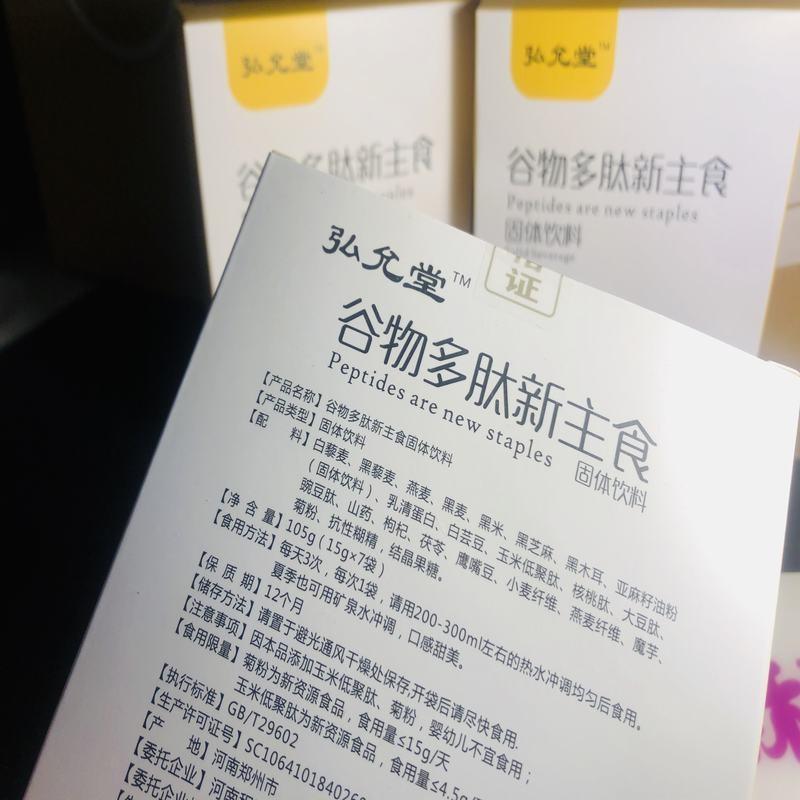 弘允堂™
弘允堂™
谷物多肽新主食
谷物多肽新主食
Peptides are new staples
固体饮料
弘允堂™
证
谷物多肽新主食
Peptides are new staples
固体饮料
【产品名称】谷物多肽新主食固体饮料
【产品类型】固体饮料
【配 料】白藜麦、黑藜麦、燕麦、黑麦、黑米、黑芝麻、黑木耳、亚麻籽油粉
（固体饮料）、乳清蛋白、白芸豆、玉米低聚肽、核桃肽、大豆肽、
豌豆肽、山药、枸杞、茯苓、鹰嘴豆、小麦纤维、燕麦纤维、魔芋、
菊粉、抗性糊精，结晶果糖。
【净 含 量】105g（15g×7袋）
【食用方法】每天3次，每次1袋，请用200-300ml左右的热水冲调均匀后食用。
夏季也可用矿泉水冲调，口感甜美。
【保 质 期】12个月
【储存方法】请置于避光通风干燥处保存,开袋后请尽快食用.
【注意事项】因本品添加玉米低聚肽、菊粉，婴幼儿不宜食用；
【食用限量】菊粉为新资源食品，食用量≤15g/天
玉米低聚肽为新资源食品，食用量≤4.5g
【执行标准】GB/T29602
【生产许可证号】SC1064101840260
【产 地】河南郑州市
【委托企业】河南